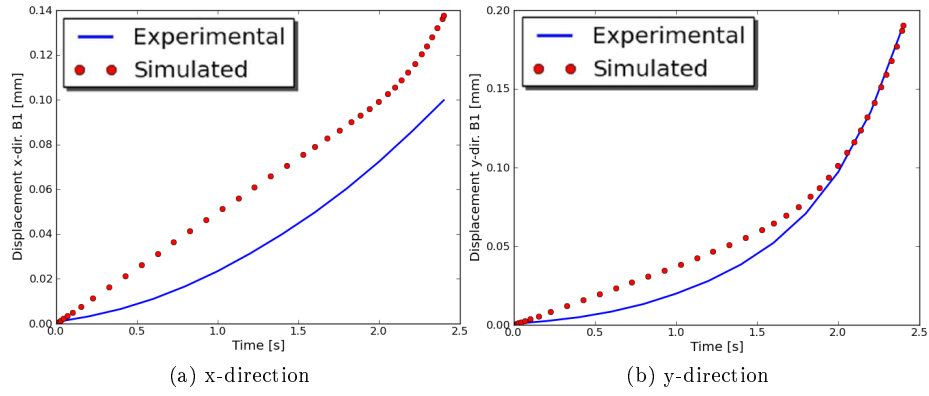 0.14
0.12
0.10
0.08
0.06
0.04
0.02
0.00
Displacement x-dir. B1 [mm]
Experimental
Simulated
0.0 0.5 1.0 1.5 2.0 2.5
Time [s]
(a) x-direction
0.20
0.15
0.10
0.05
0.00
Displacement y-dir. B1 [mm]
Experimental
Simulated
0.0 0.5 1.0 1.5 2.0 2.5
Time [s]
(b) y-direction